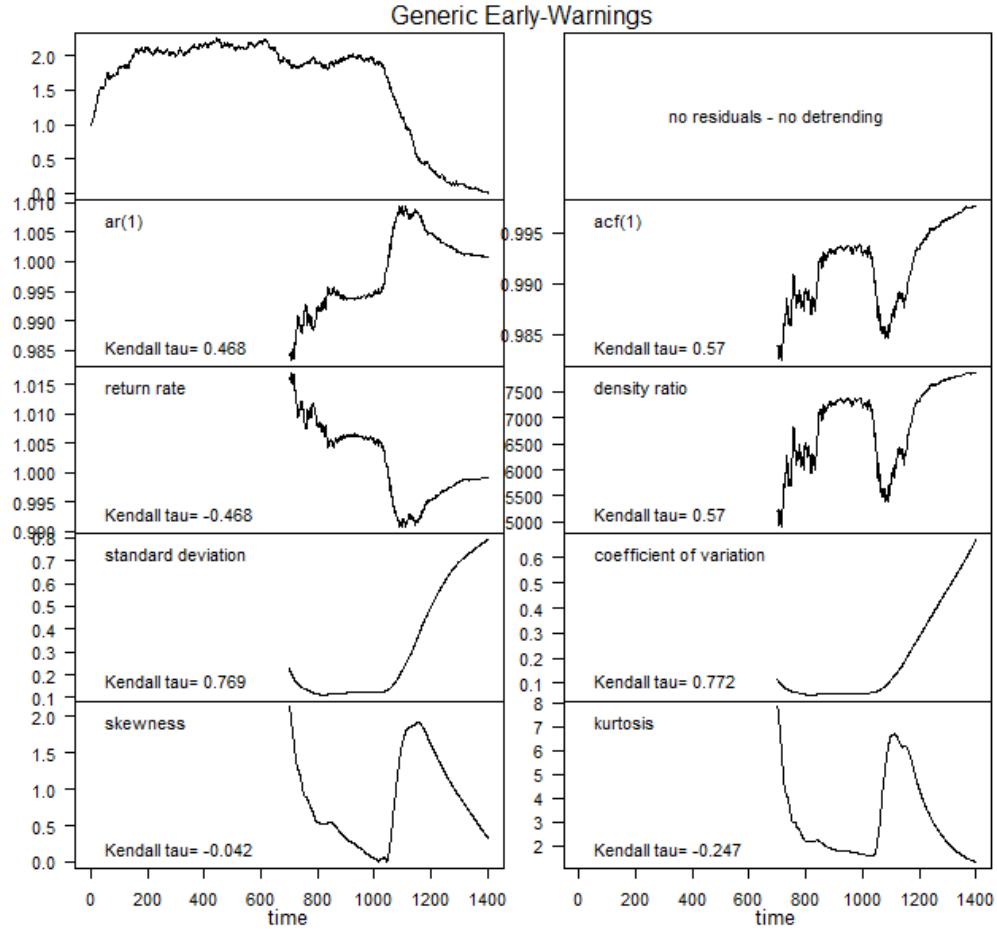 Generic Early-Warnings
2.0
1.5
1.0
0.5
0.0
no residuals - no detrending
1.010
1.005
1.000
0.995
0.990
0.985
ar(1)
Kendall tau= 0.468
0.995
0.990
0.985
acf(1)
Kendall tau= 0.57
1.015
1.010
1.005
1.000
0.995
0.990
return rate
Kendall tau= -0.468
7500
7000
6500
6000
5500
5000
density ratio
Kendall tau= 0.57
0.8
0.7
0.6
0.5
0.4
0.3
0.2
0.1
standard deviation
Kendall tau= 0.769
0.6
0.5
0.4
0.3
0.2
0.1
coefficient of variation
Kendall tau= 0.772
2.0
1.5
1.0
0.5
0.0
skewness
Kendall tau= -0.042
8
7
6
5
4
3
2
kurtosis
Kendall tau= -0.247
0 200 400 600 800 1000 1200 1400
time
0 200 400 600 800 1000 1200 1400
time